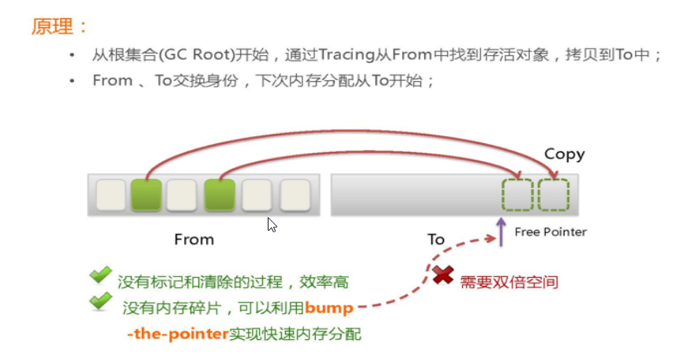 原理：
• 从根集合(GC Root)开始，通过Tracing从From中找到存活对象，拷贝到To中；
• From 、To交换身份，下次内存分配从To开始；
Copy
From
To
Free Pointer
没有标记和清除的过程，效率高
没有内存碎片，可以利用bump
-the-pointer实现快速内存分配
需要双倍空间